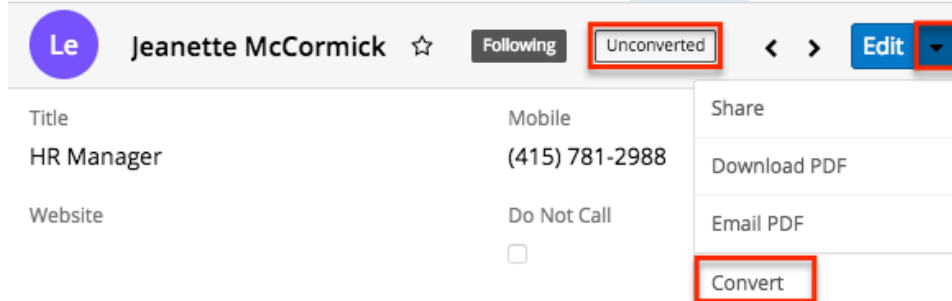 Le Jeanette McCormick Following Unconverted Edit
Title Mobile
HR Manager (415) 781-2988
Website Do Not Call
Share
Download PDF
Email PDF
Convert